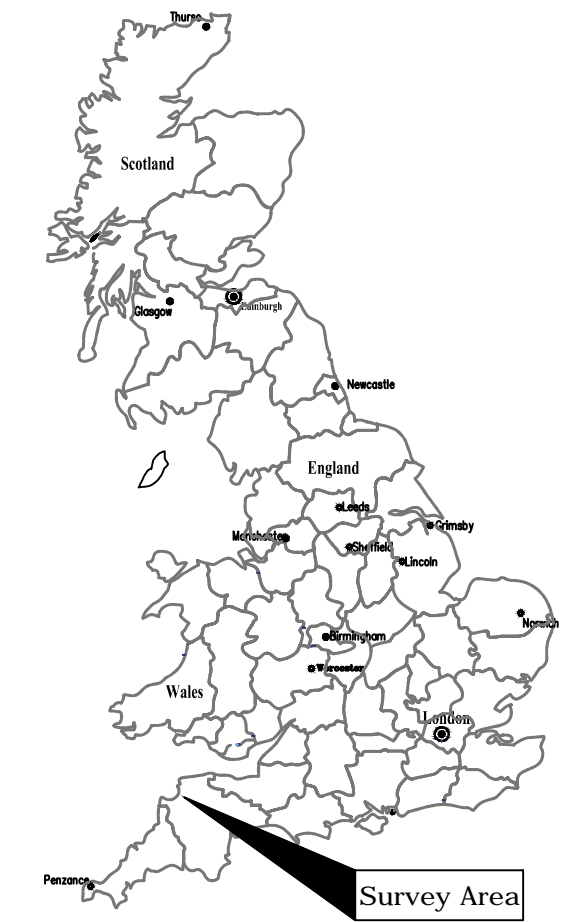 Thurso
Scotland
Edinburgh
Glasgow
Newcastle
England
Leeds
Grimsby
Manchester
Sheffield
Lincoln
Norwich
Birmingham
Worcester
Wales
London
Penzance
Survey Area